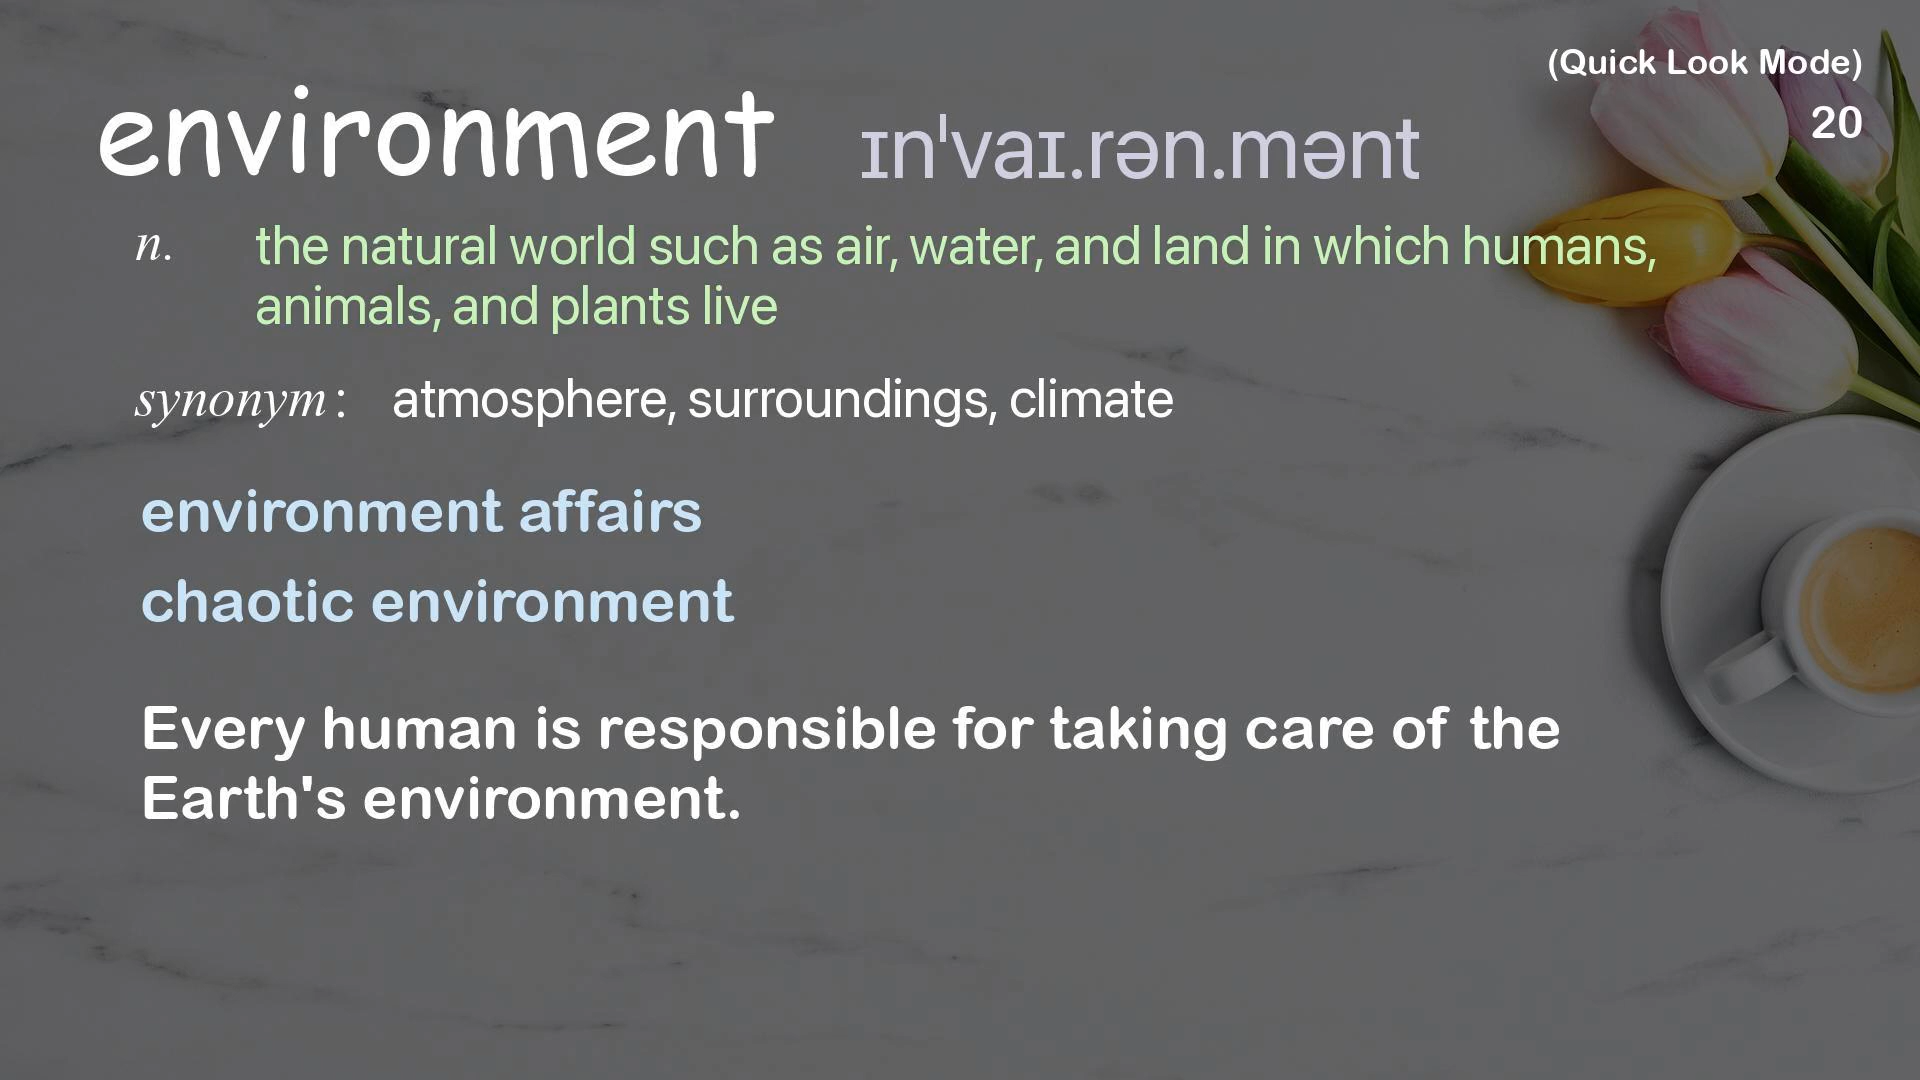 (Quick Look Mode)
20
environment ɪnˈvaɪ.rən.mənt
n. the natural world such as air, water, and land in which humans,
animals, and plants live
synonym: atmosphere, surroundings, climate
environment affairs
chaotic environment
Every human is responsible for taking care of the
Earth's environment.